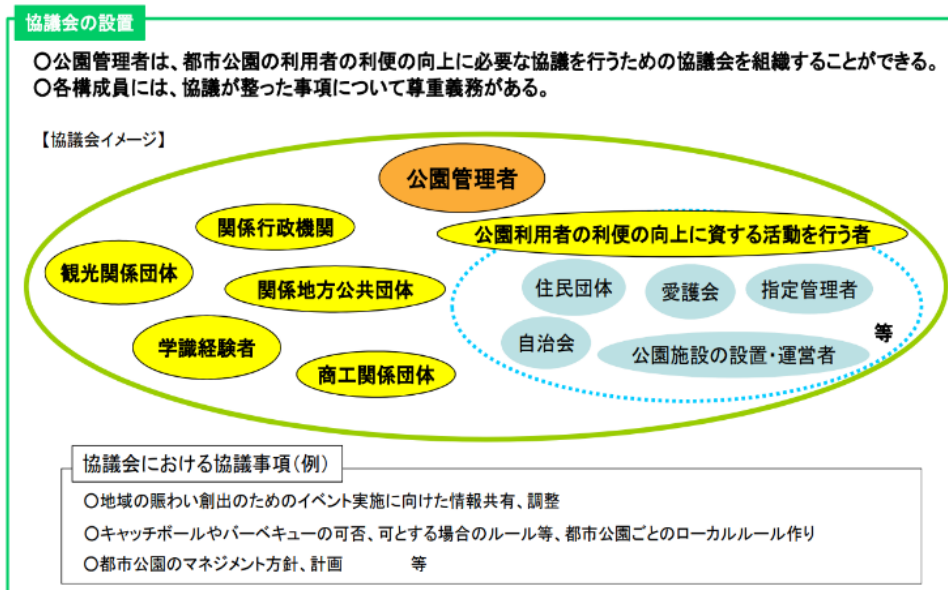 協議会の設置
○公園管理者は、都市公園の利用者の利便の向上に必要な協議を行うための協議会を組織することができる。
○各構成員には、協議が整った事項について尊重義務がある。
【協議会イメージ】
公園管理者
関係行政機関
公園利用者の利便の向上に資する活動を行う者
観光関係団体
関係地方公共団体
住民団体
愛護会
指定管理者
学識経験者
自治会
公園施設の設置・運営者
等
商工関係団体
協議会における協議事項(例)
○地域の賑わい創出のためのイベント実施に向けた情報共有、調整
○キャッチボールやバーベキューの可否、可とする場合のルール等、都市公園ごとのローカルルール作り
○都市公園のマネジメント方針、計画　　　　等